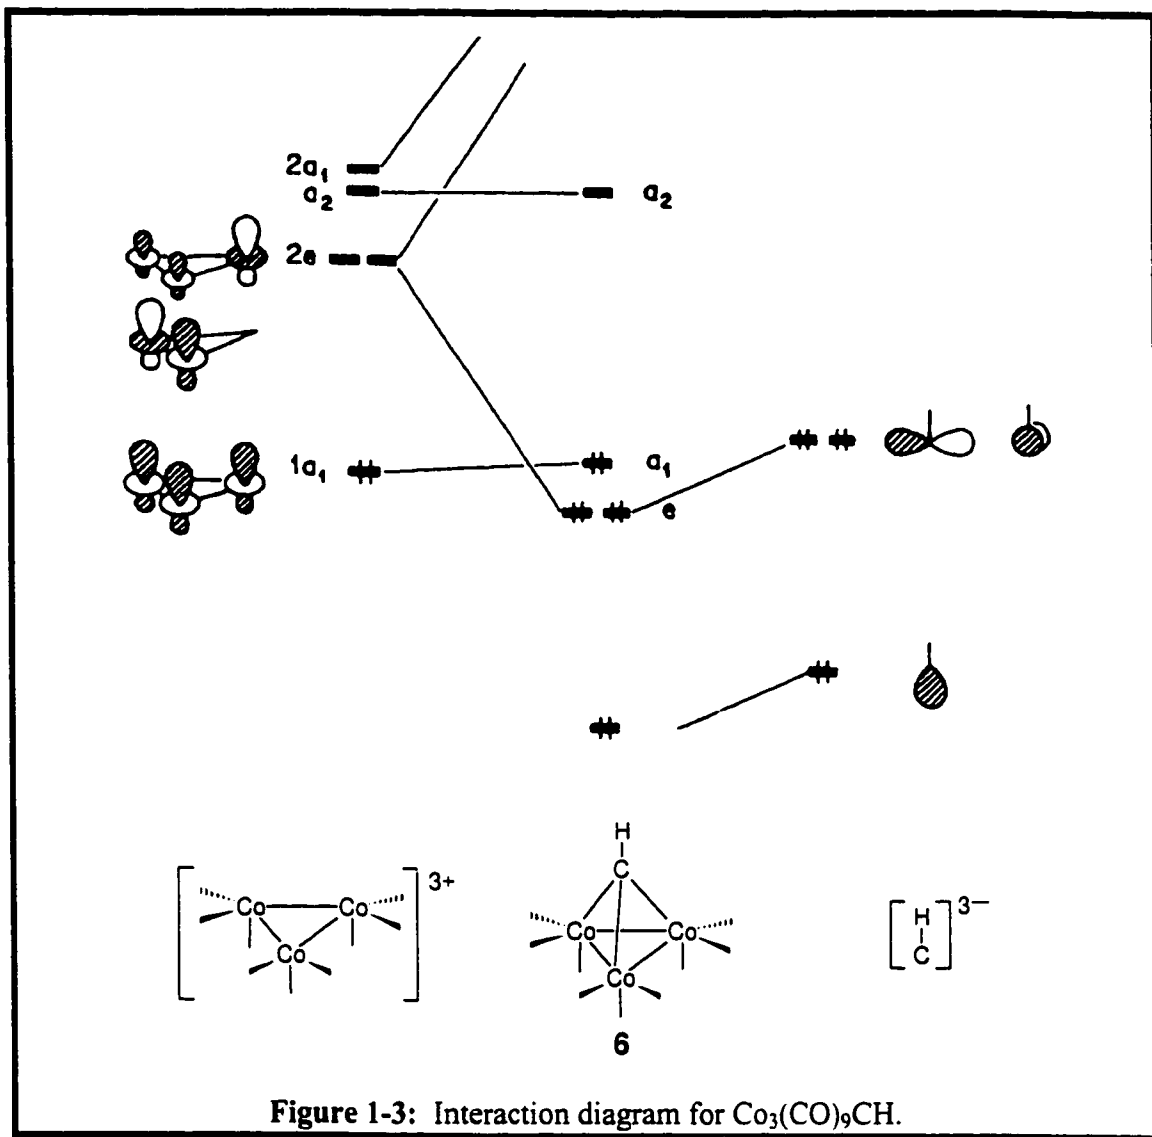 2a₁
a₂
a₂
2e
1a₁
a₁
e
3+
Co Co
Co
H
C
Co Co
Co
6
H
C
3−
Figure 1-3: Interaction diagram for Co₃(CO)₉CH.